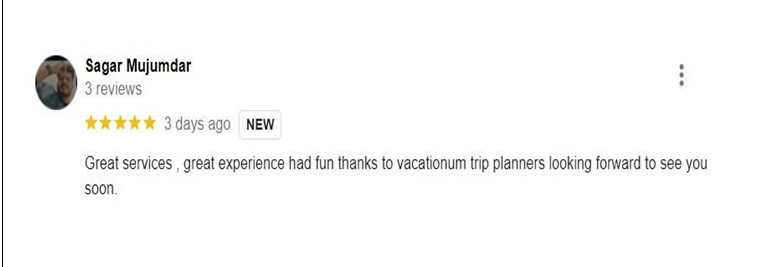 Sagar Mujumdar
3 reviews
3 days ago NEW
Great services , great experience had fun thanks to vacationum trip planners looking forward to see you
soon.